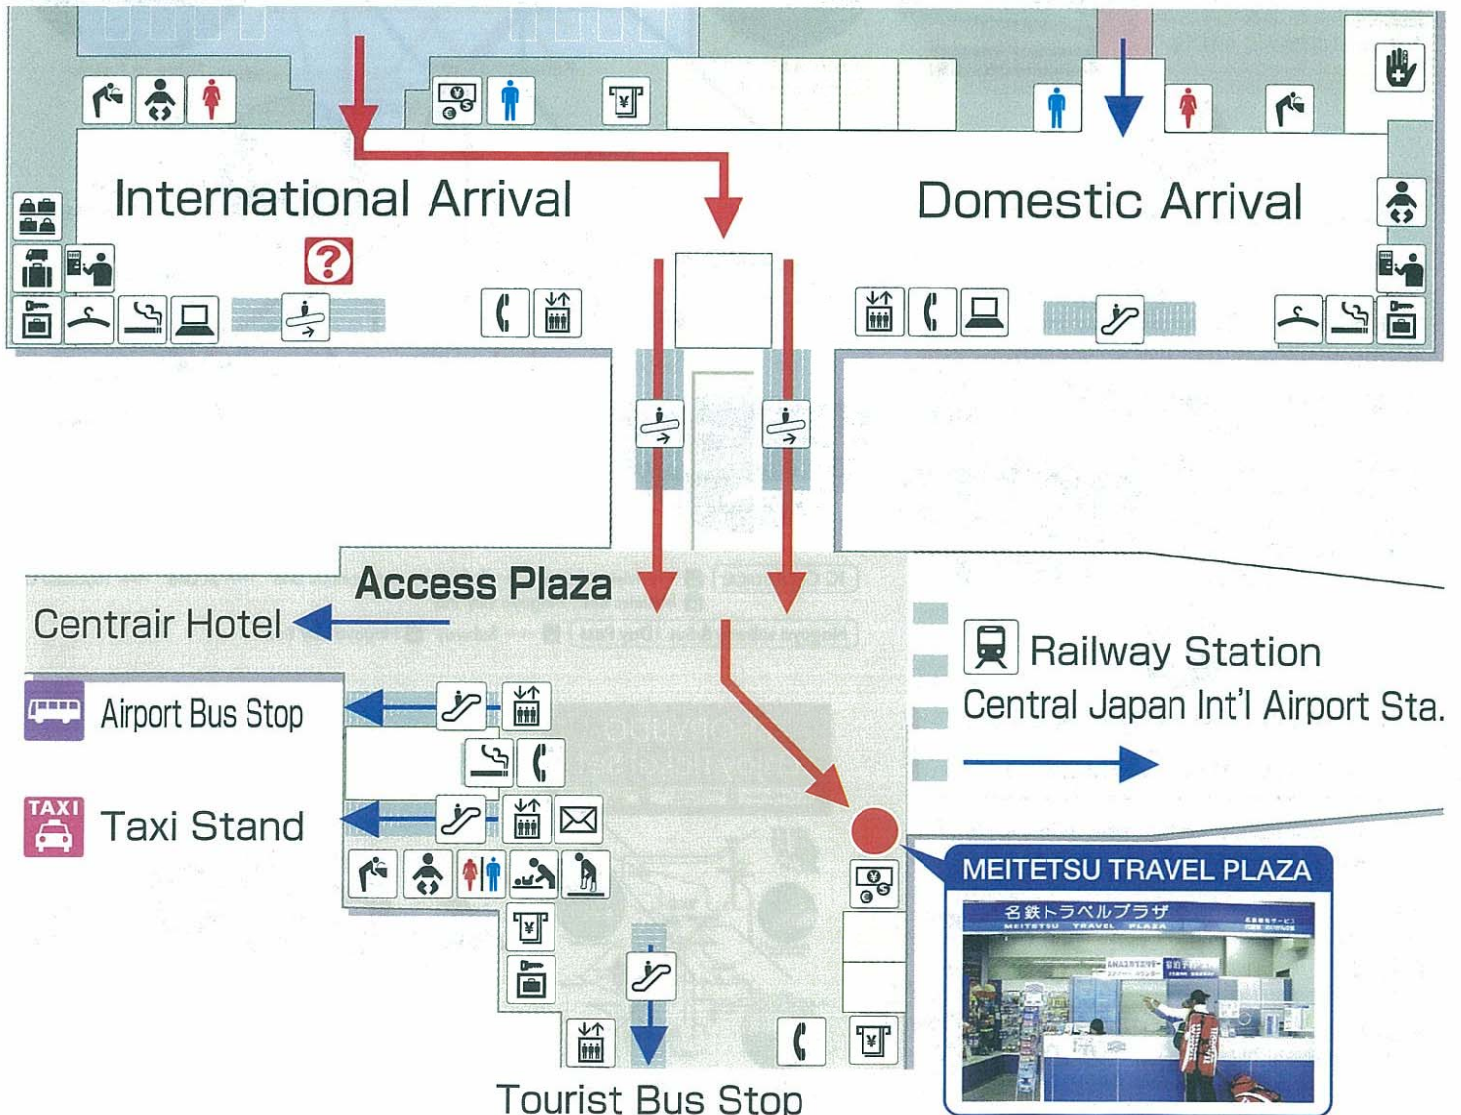 International Arrival
Domestic Arrival
?
Access Plaza
Centrair Hotel
Railway Station
Central Japan Int'l Airport Sta.
Airport Bus Stop
TAXI
Taxi Stand
MEITETSU TRAVEL PLAZA
名鉄トラベルプラザ
MEITETSU TRAVEL PLAZA
Tourist Bus Stop